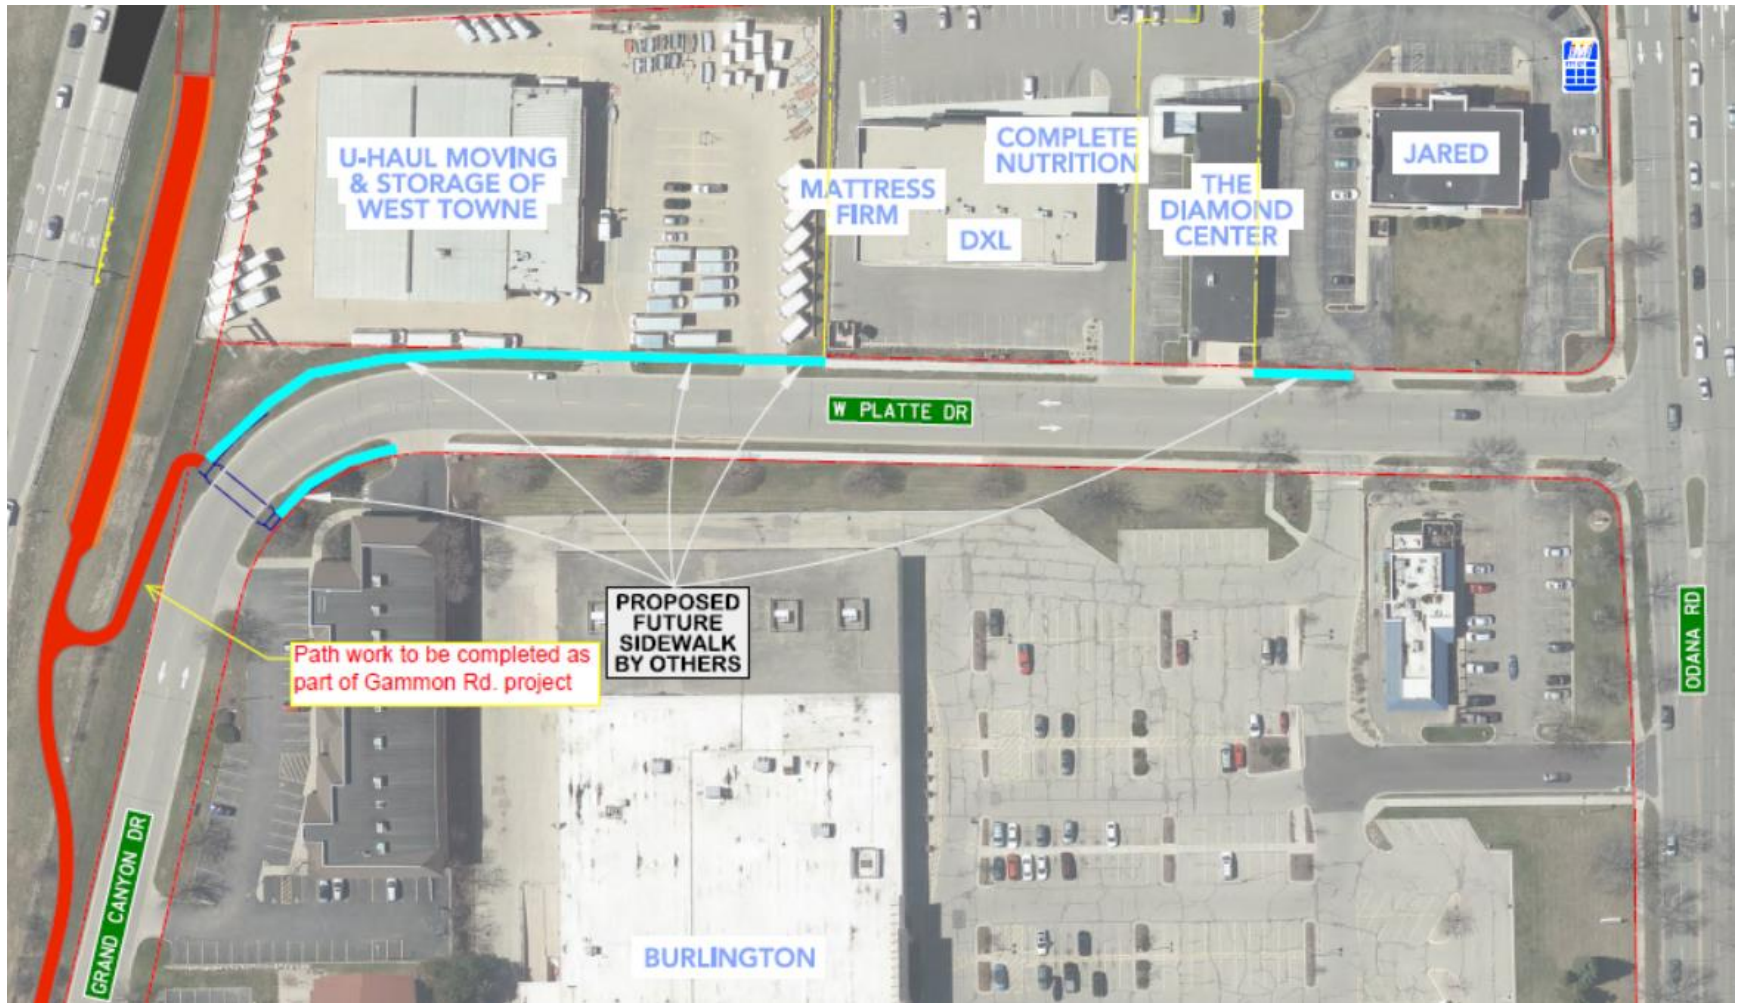 U-HAUL MOVING
& STORAGE OF
WEST TOWNE
MATTRESS
FIRM
COMPLETE
NUTRITION
DXL
THE
DIAMOND
CENTER
JARED
W PLATTE DR
PROPOSED
FUTURE
SIDEWALK
BY OTHERS
Path work to be completed as
part of Gammon Rd. project
ODANA RD
GRAND CANYON DR
BURLINGTON